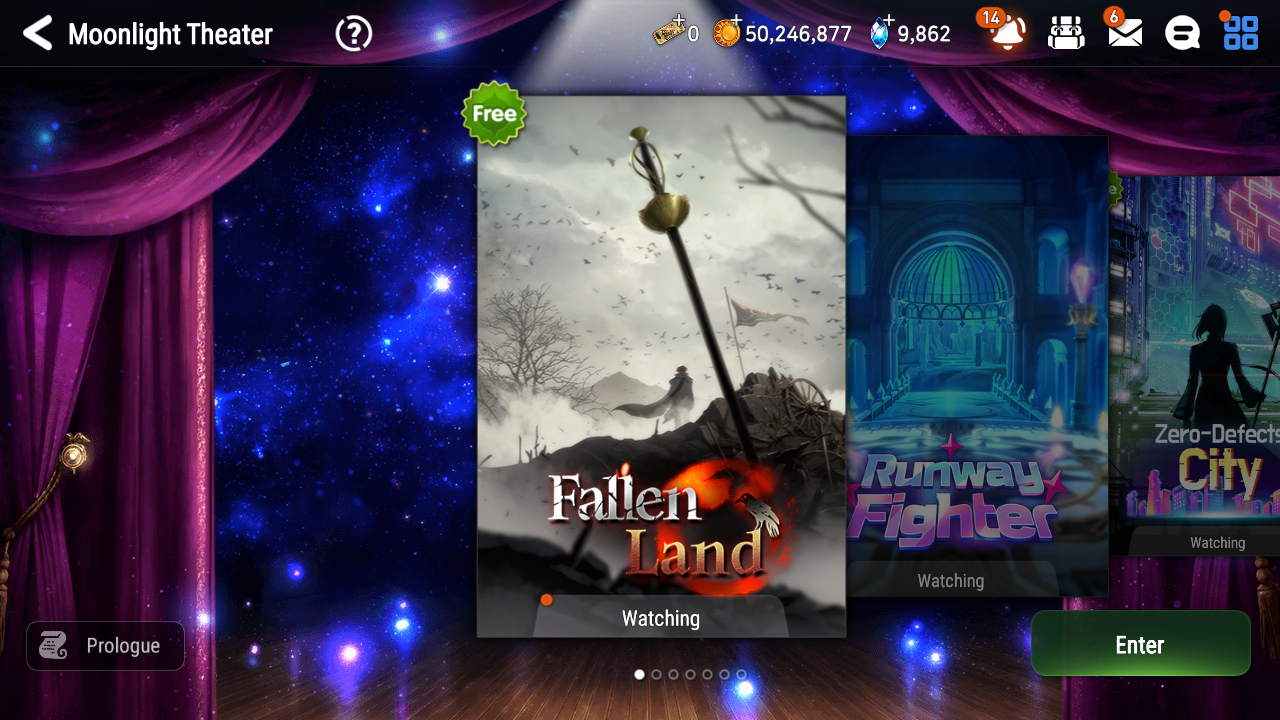 Moonlight Theater
?
0
50,246,877
9,862
14
6
Free
Fallen
Land
Watching
Runway
Fighter
Watching
Zero-Defects
City
Watching
Prologue
Enter